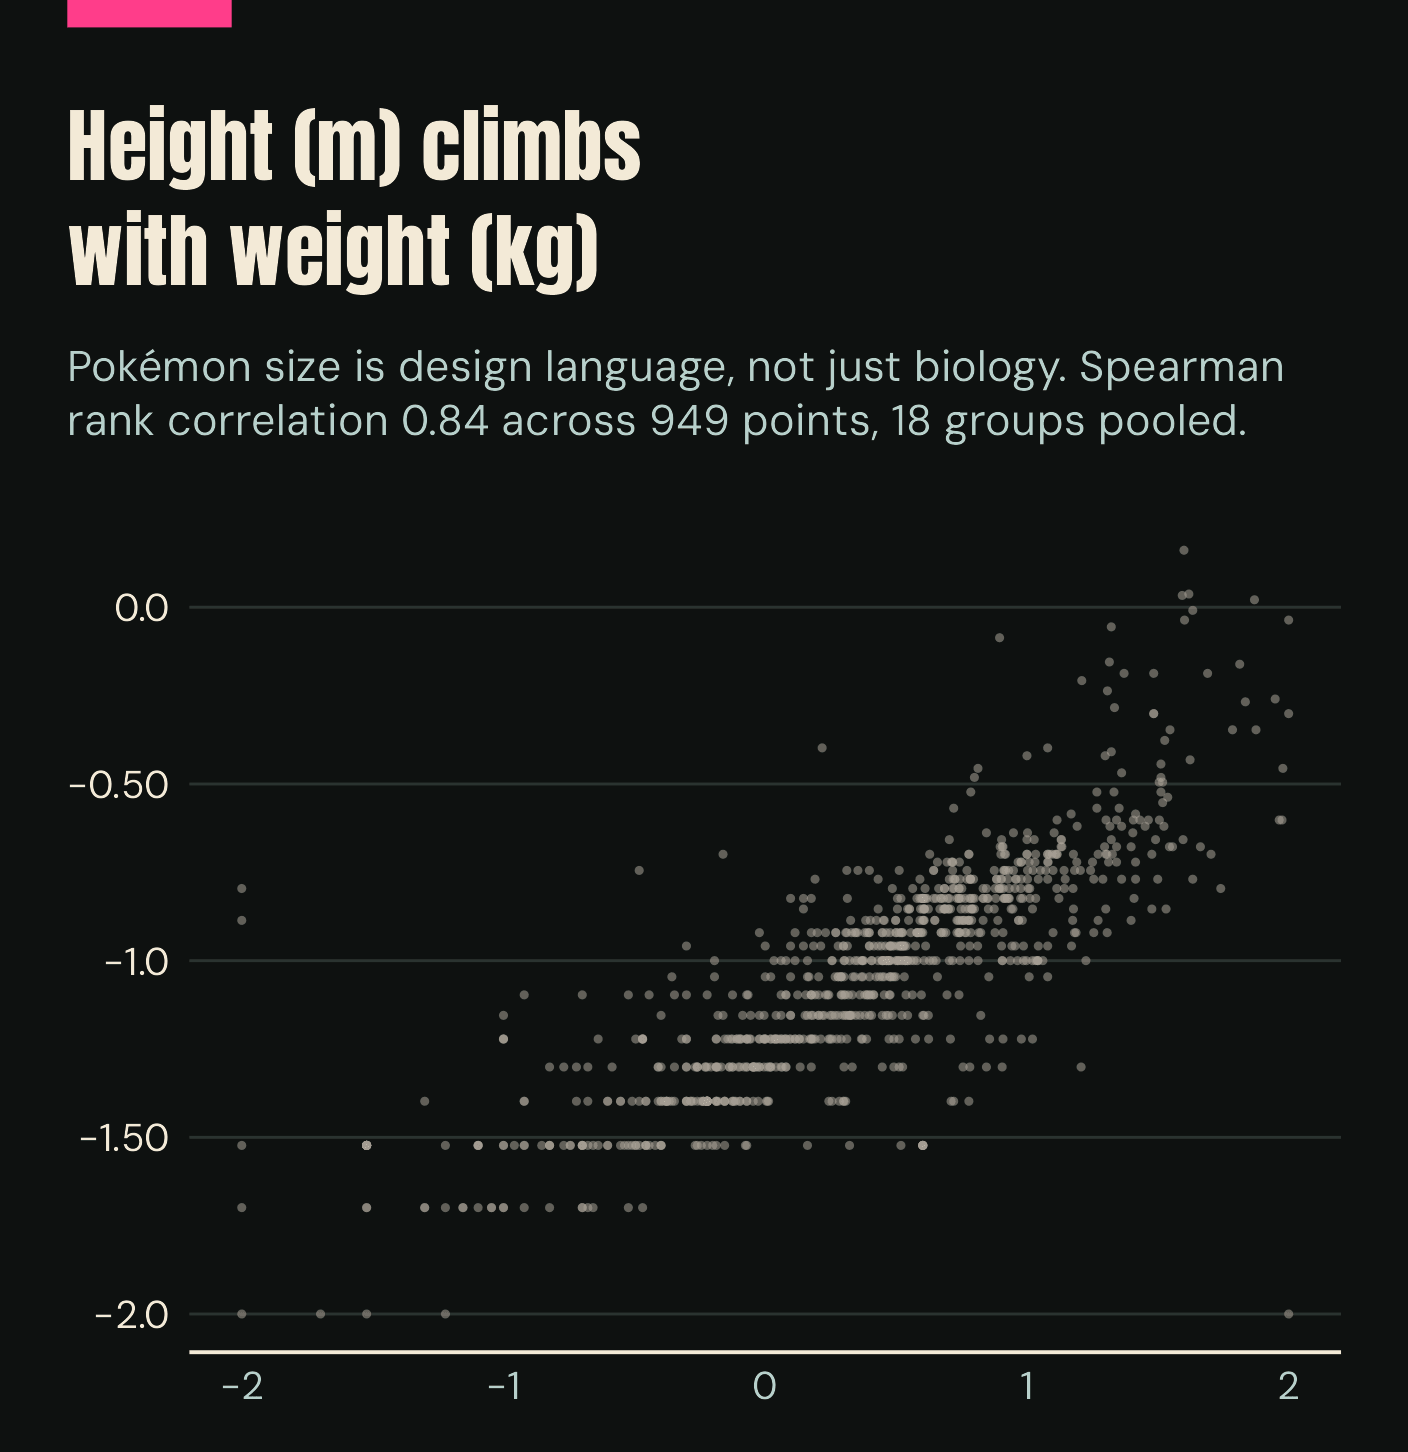 Height (m) climbs
with weight (kg)
Pokémon size is design language, not just biology. Spearman
rank correlation 0.84 across 949 points, 18 groups pooled.
0.0
−0.50
−1.0
−1.50
−2.0
−2 −1 0 1 2